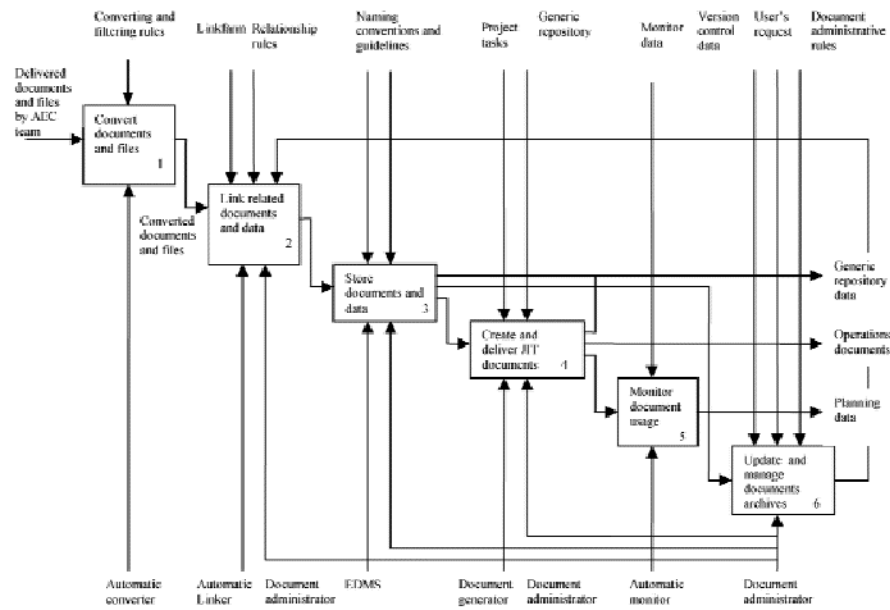 Converting and
filtering rules
Linkfarm Relationship
rules
Naming
conventions and
guidelines
Project
tasks
Generic
repository
Monitor
data
Version
control
data
User's
request
Document
administrative
rules
Delivered
documents
and files
by AEC
team
Convert
documents
and files
1
Converted
documents
and files
Link related
documents
and data
2
Store
documents and
data
3
Create and
deliver JIT
documents
4
Monitor
document
usage
5
Update and
manage
documents
archives
6
Generic
repository
data
Operations
documents
Planning
data
Automatic
converter
Automatic
Linker
Document
administrator
EDMS
Document
generator
Document
administrator
Automatic
monitor
Document
administrator